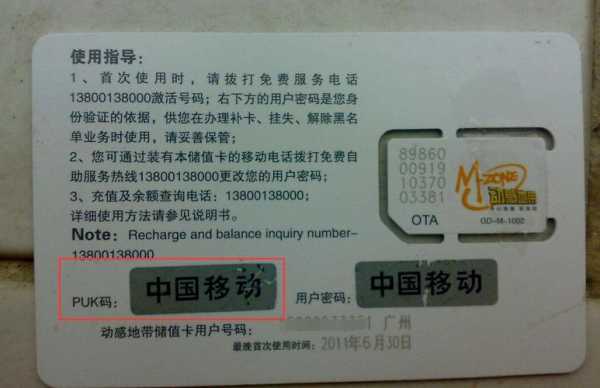 使用指导:
1、首次使用时，请拨打免费服务电话
13800138000激活号码；右下方的用户密码是您身
份验证的依据，供您在办理补卡、挂失、解除黑名
单业务时使用，请妥善保管；
2、您可通过装有本储值卡的移动电话拨打免费自
助服务热线13800138000更改您的用户密码；
3、充值及余额查询电话：13800138000；
详细使用方法请参见说明书。
Note: Recharge and balance inquiry number-
13800138000
89860
00919
10370
03381
OTA
M-ZONE
动感地带
GD-M-1002
PUK码:
中国移动
用户密码:
中国移动
动感地带储值卡用户号码:
广州
最晚首次使用时间: 2011年6月30日